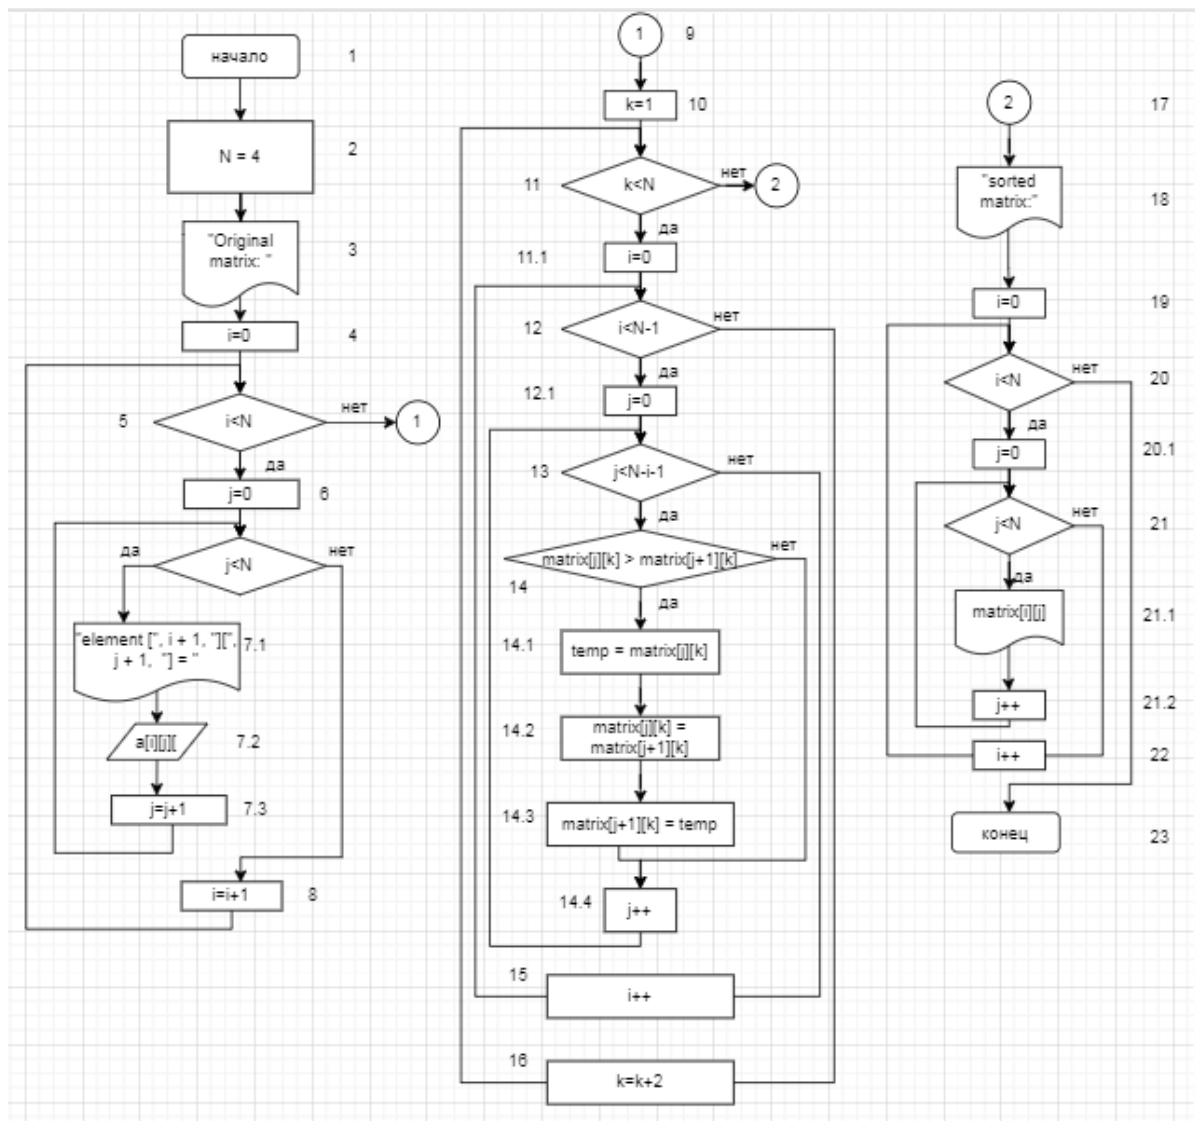 начало
1
N = 4
2
"Original
matrix: "
3
i=0
4
5
i<N
нет
1
да
j=0
6
да
j<N
нет
"element [", i + 1, "][",
j + 1,  "] = "
7.1
a[i][j][
7.2
j=j+1
7.3
i=i+1
8
1
9
k=1
10
11
k<N
нет
2
да
11.1
i=0
12
i<N-1
нет
да
12.1
j=0
13
j<N-i-1
нет
да
matrix[j][k] > matrix[j+1][k]
нет
14
да
14.1
temp = matrix[j][k]
14.2
matrix[j][k] =
matrix[j+1][k]
14.3
matrix[j+1][k] = temp
14.4
j++
15
i++
16
k=k+2
2
17
"sorted
matrix:"
18
i=0
19
i<N
нет
20
да
j=0
20.1
j<N
нет
21
да
matrix[i][j]
21.1
j++
21.2
i++
22
конец
23